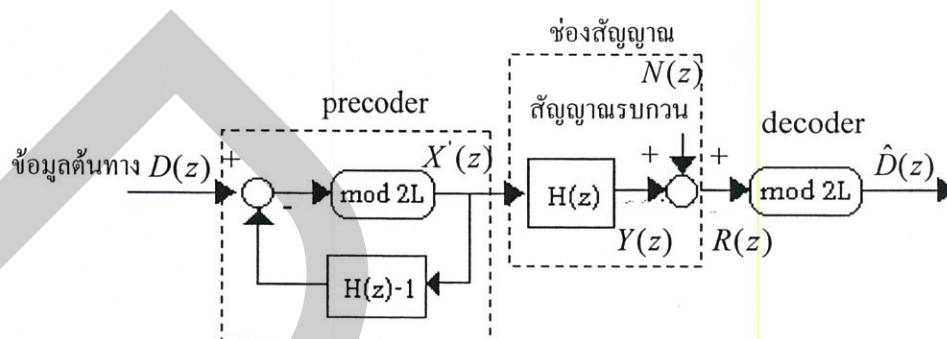 ช่องสัญญาณ
N(z)
precoder
สัญญาณรบกวน
decoder
ข้อมูลต้นทาง D(z) +
X'(z)
+
+
D̂(z)
mod 2L
H(z)
mod 2L
-
Y(z)
R(z)
H(z)-1